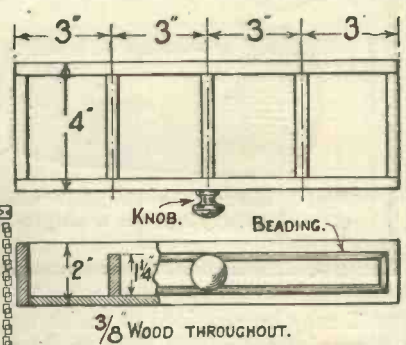 3" 3" 3" 3
4"
KNOB.
BEADING.
2" 1¼"
3/8" WOOD THROUGHOUT.